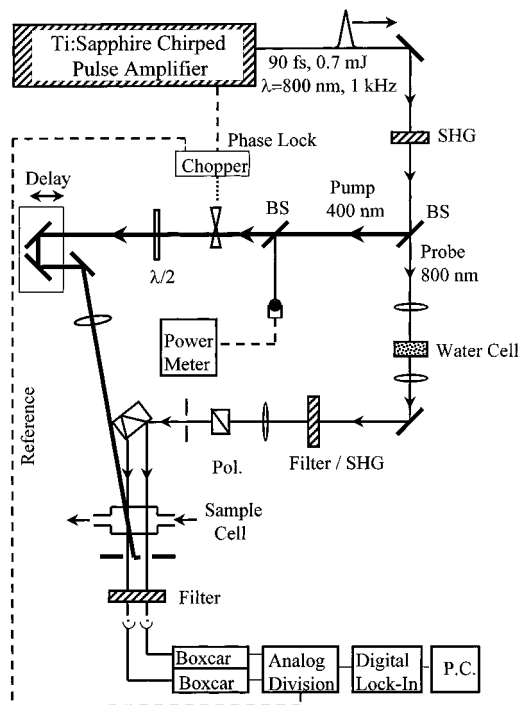 Ti:Sapphire Chirped
Pulse Amplifier
90 fs, 0.7 mJ
λ=800 nm, 1 kHz
SHG
Phase Lock
Chopper
Delay
BS
Pump
400 nm
BS
λ/2
Probe
800 nm
Power
Meter
Water Cell
Reference
Pol.
Filter / SHG
Sample
Cell
Filter
Boxcar
Boxcar
Analog
Division
Digital
Lock-In
P.C.